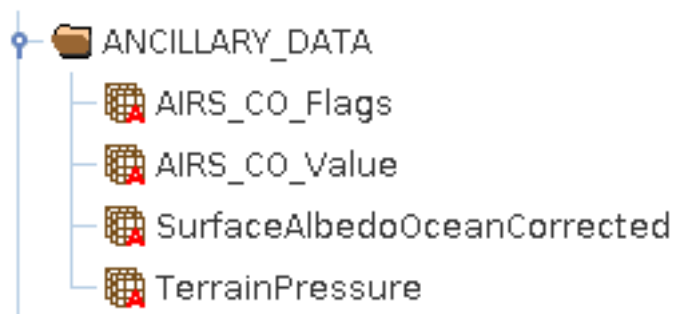 ANCILLARY_DATA
AIRS_CO_Flags
AIRS_CO_Value
SurfaceAlbedoOceanCorrected
TerrainPressure